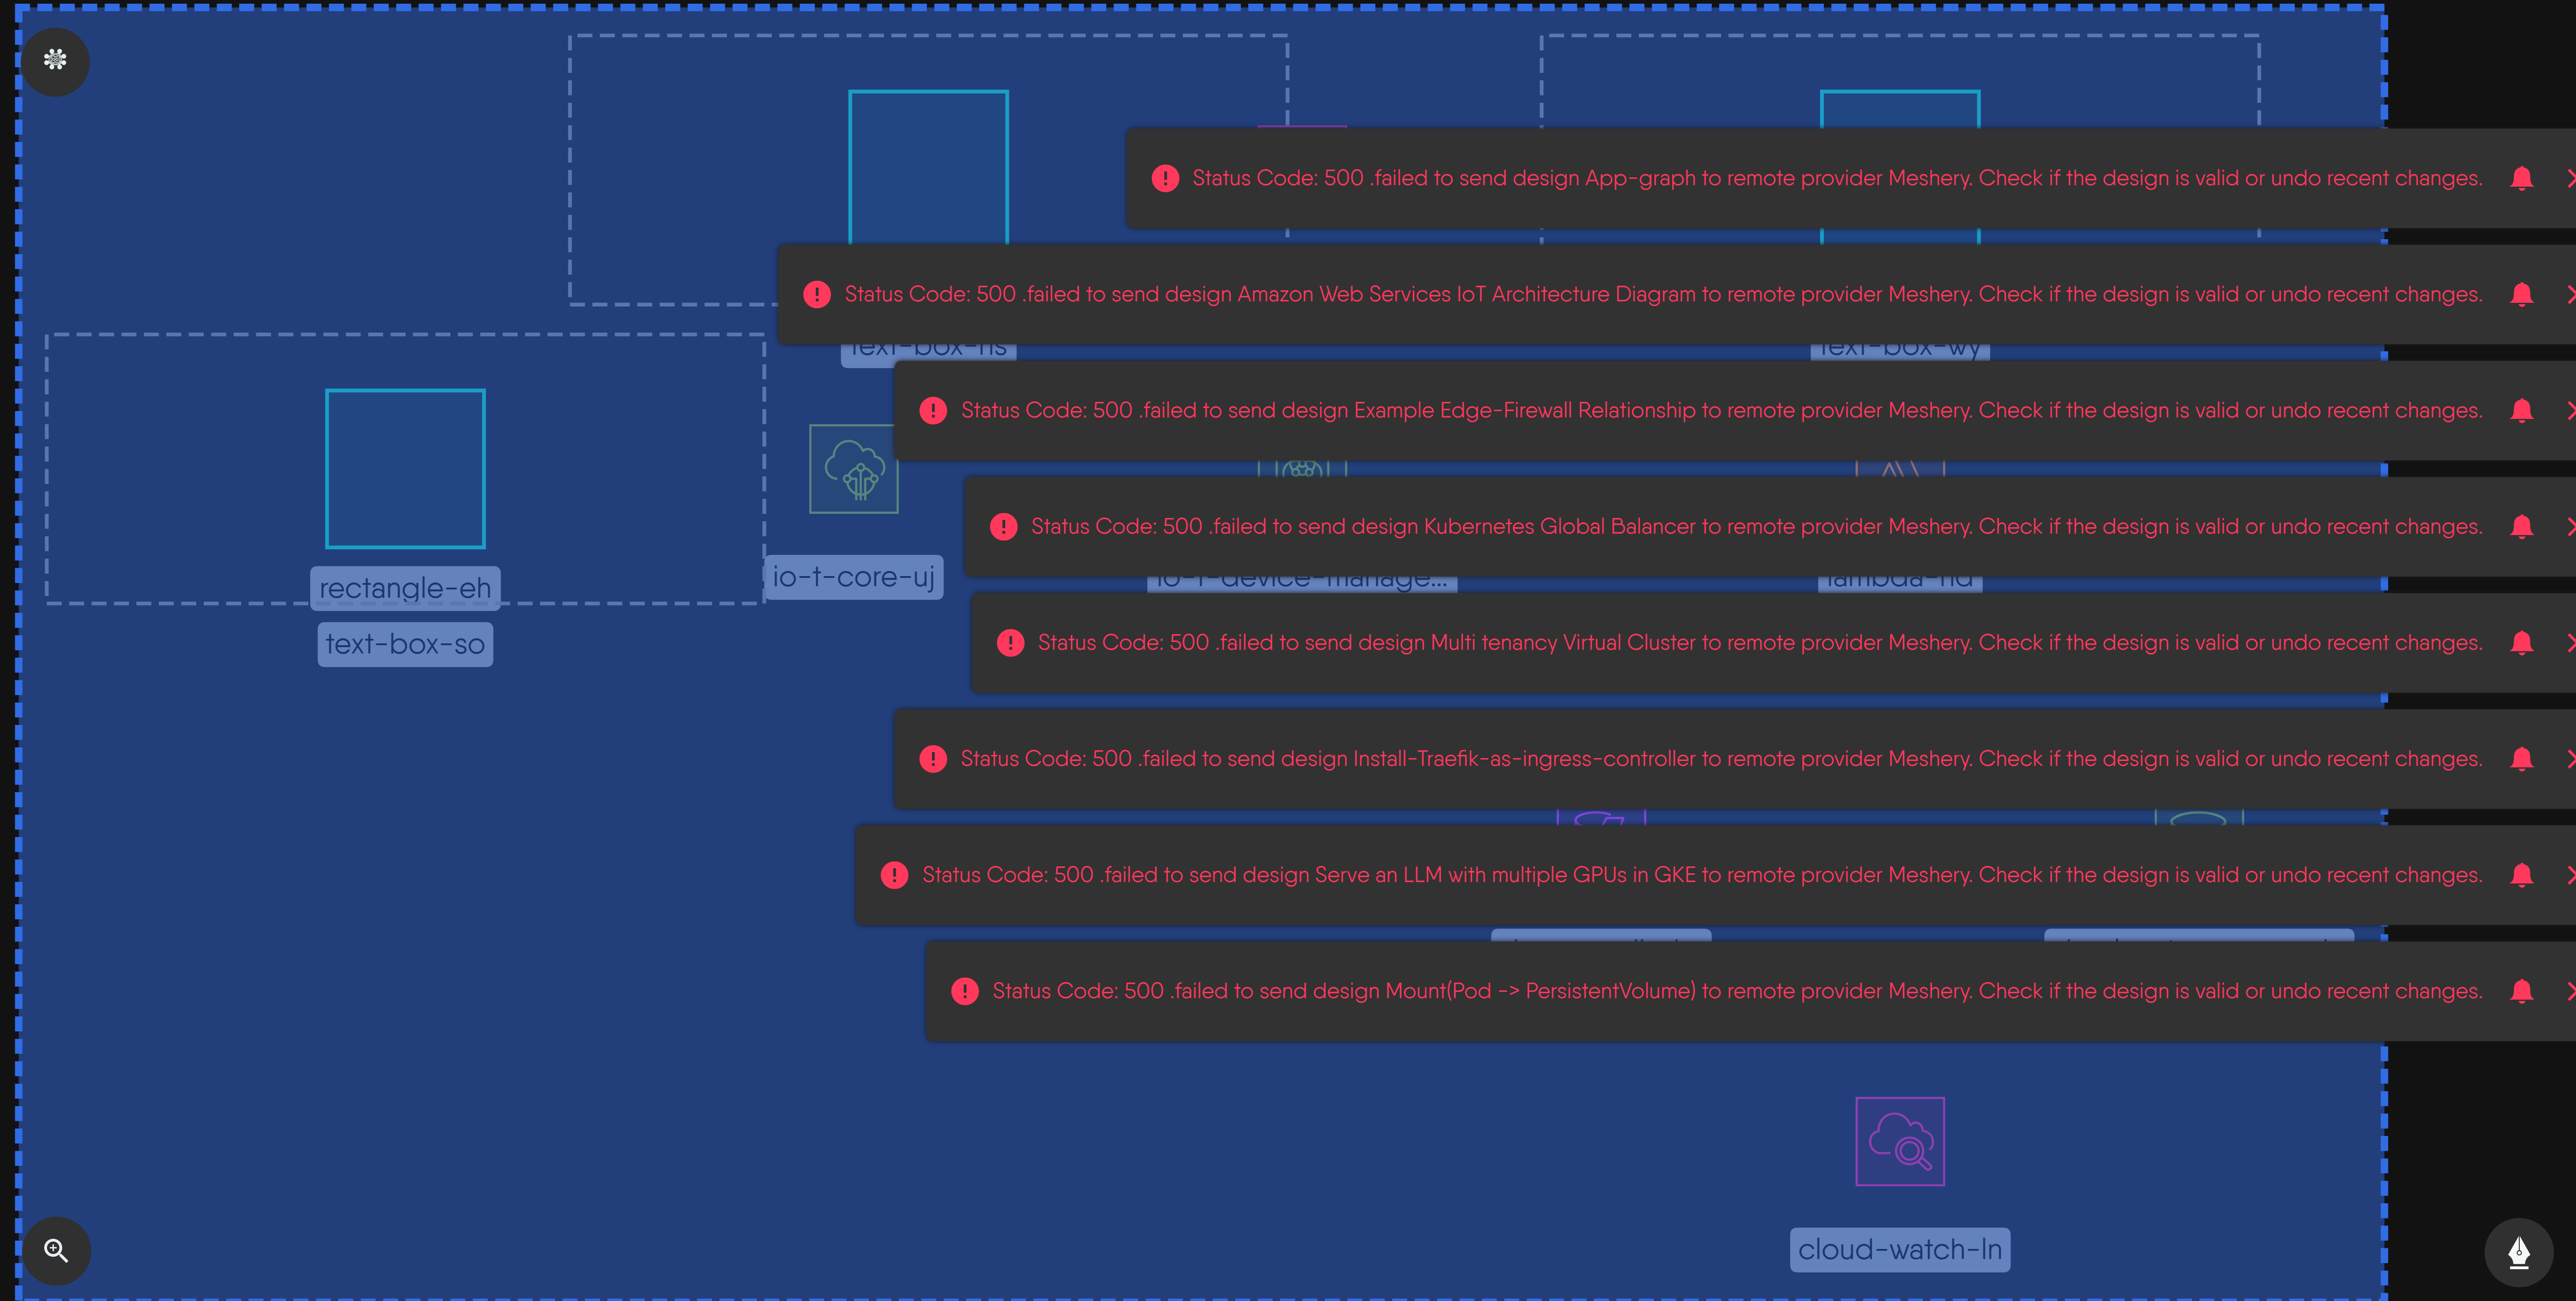 Status Code: 500 .failed to send design App-graph to remote provider Meshery. Check if the design is valid or undo recent changes.
Status Code: 500 .failed to send design Amazon Web Services IoT Architecture Diagram to remote provider Meshery. Check if the design is valid or undo recent changes.
text-box-wy
Status Code: 500 .failed to send design Example Edge-Firewall Relationship to remote provider Meshery. Check if the design is valid or undo recent changes.
Status Code: 500 .failed to send design Kubernetes Global Balancer to remote provider Meshery. Check if the design is valid or undo recent changes.
rectangle-eh
io-t-core-uj
io-t-device-manage...
text-box-so
Status Code: 500 .failed to send design Multi tenancy Virtual Cluster to remote provider Meshery. Check if the design is valid or undo recent changes.
Status Code: 500 .failed to send design Install-Traefik-as-ingress-controller to remote provider Meshery. Check if the design is valid or undo recent changes.
Status Code: 500 .failed to send design Serve an LLM with multiple GPUs in GKE to remote provider Meshery. Check if the design is valid or undo recent changes.
Status Code: 500 .failed to send design Mount(Pod -> PersistentVolume) to remote provider Meshery. Check if the design is valid or undo recent changes.
cloud-watch-ln